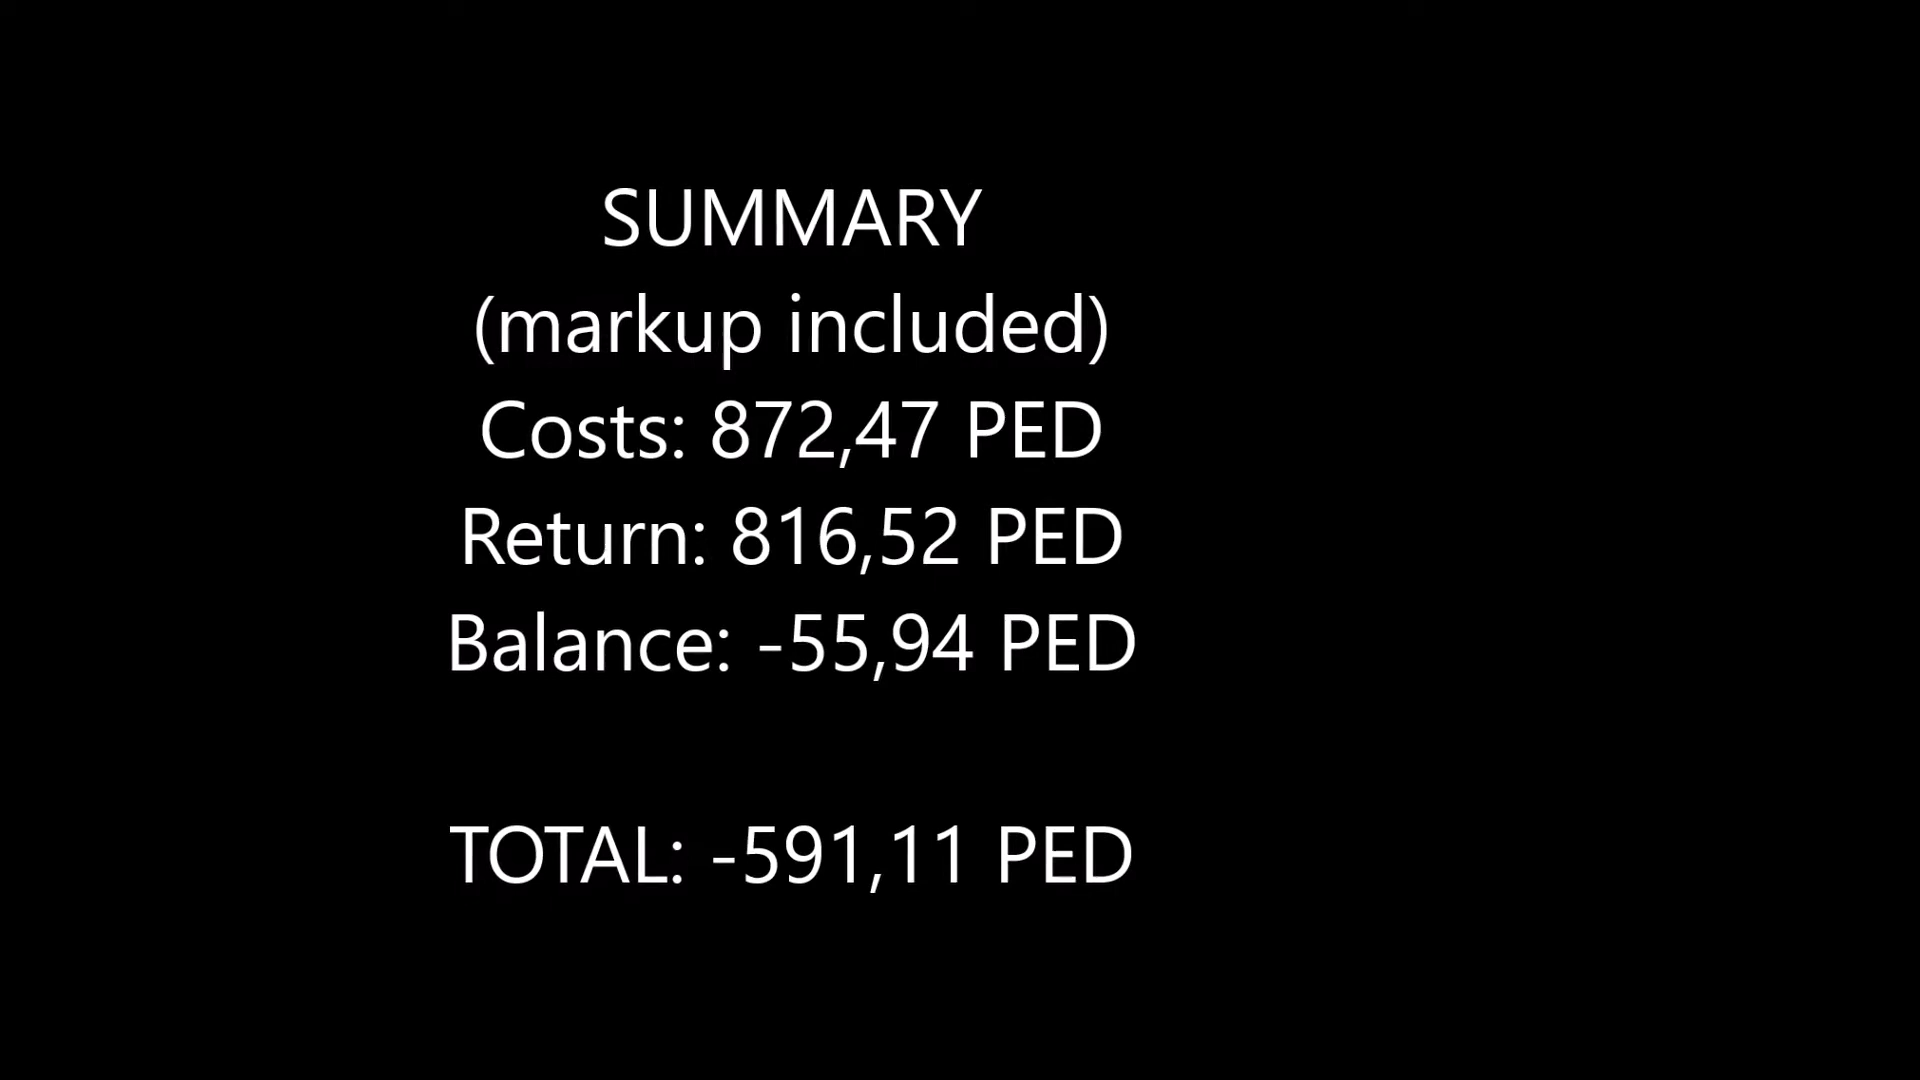 SUMMARY
(markup included)
Costs: 872,47 PED
Return: 816,52 PED
Balance: -55,94 PED
TOTAL: -591,11 PED